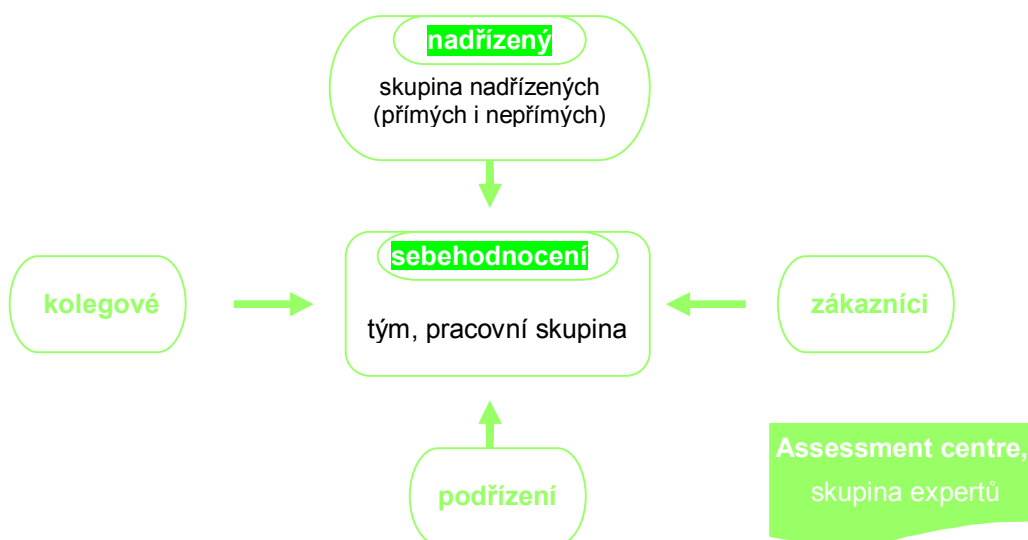 nadřízený
skupina nadřízených
(přímých i nepřímých)
sebehodnocení
kolegové
tým, pracovní skupina
zákazníci
podřízení
Assessment centre,
skupina expertů